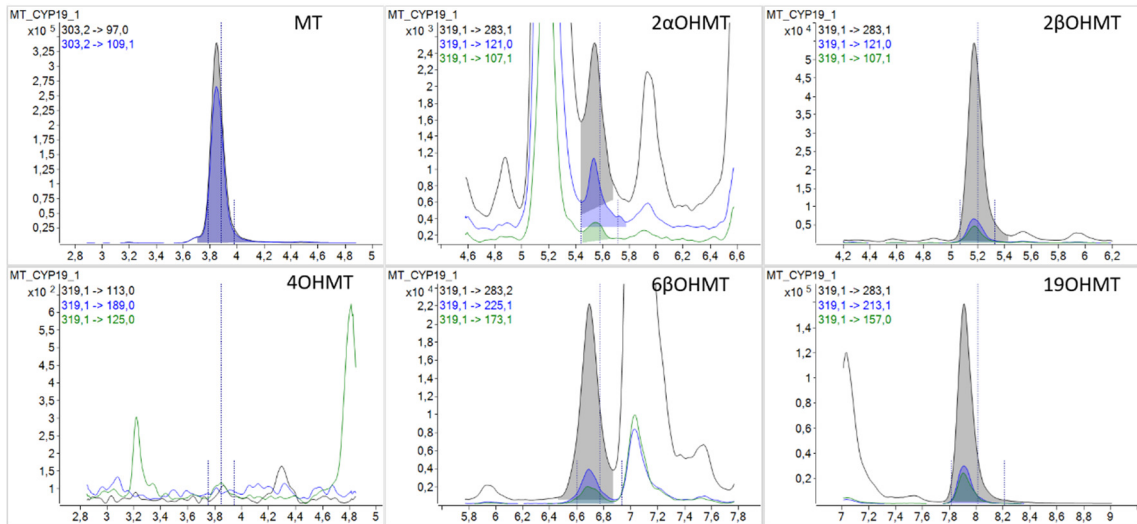 MT_CYP19_1
MT
x10 5
303,2 -> 97,0
303,2 -> 109,1
3,25
3
2,75
2,5
2,25
2
1,75
1,5
1,25
1
0,75
0,5
0,25
2,8 3 3,2 3,4 3,6 3,8 4 4,2 4,4 4,6 4,8 5
MT_CYP19_1
2αOHMT
x10 3
319,1 -> 283,1
319,1 -> 121,0
319,1 -> 107,1
2,6
2,4
2,2
2
1,8
1,6
1,4
1,2
1
0,8
0,6
0,4
0,2
4,6 4,8 5 5,2 5,4 5,6 5,8 6 6,2 6,4 6,6
MT_CYP19_1
2βOHMT
x10 4
319,1 -> 283,1
319,1 -> 121,0
319,1 -> 107,1
5
4,5
4
3,5
3
2,5
2
1,5
1
0,5
4,2 4,4 4,6 4,8 5 5,2 5,4 5,6 5,8 6 6,2
MT_CYP19_1
4OHMT
x10 2
319,1 -> 113,0
319,1 -> 189,0
319,1 -> 125,0
6
5,5
5
4,5
4
3,5
3
2,5
2
1,5
1
2,8 3 3,2 3,4 3,6 3,8 4 4,2 4,4 4,6 4,8 5
MT_CYP19_1
6βOHMT
x10 4
319,1 -> 283,2
319,1 -> 225,1
319,1 -> 173,1
2,2
2
1,8
1,6
1,4
1,2
1
0,8
0,6
0,4
0,2
5,8 6 6,2 6,4 6,6 6,8 7 7,2 7,4 7,6 7,8
MT_CYP19_1
19OHMT
x10 5
319,1 -> 283,1
319,1 -> 213,1
319,1 -> 157,0
1,4
1,2
1
0,8
0,6
0,4
0,2
7 7,2 7,4 7,6 7,8 8 8,2 8,4 8,6 8,8 9